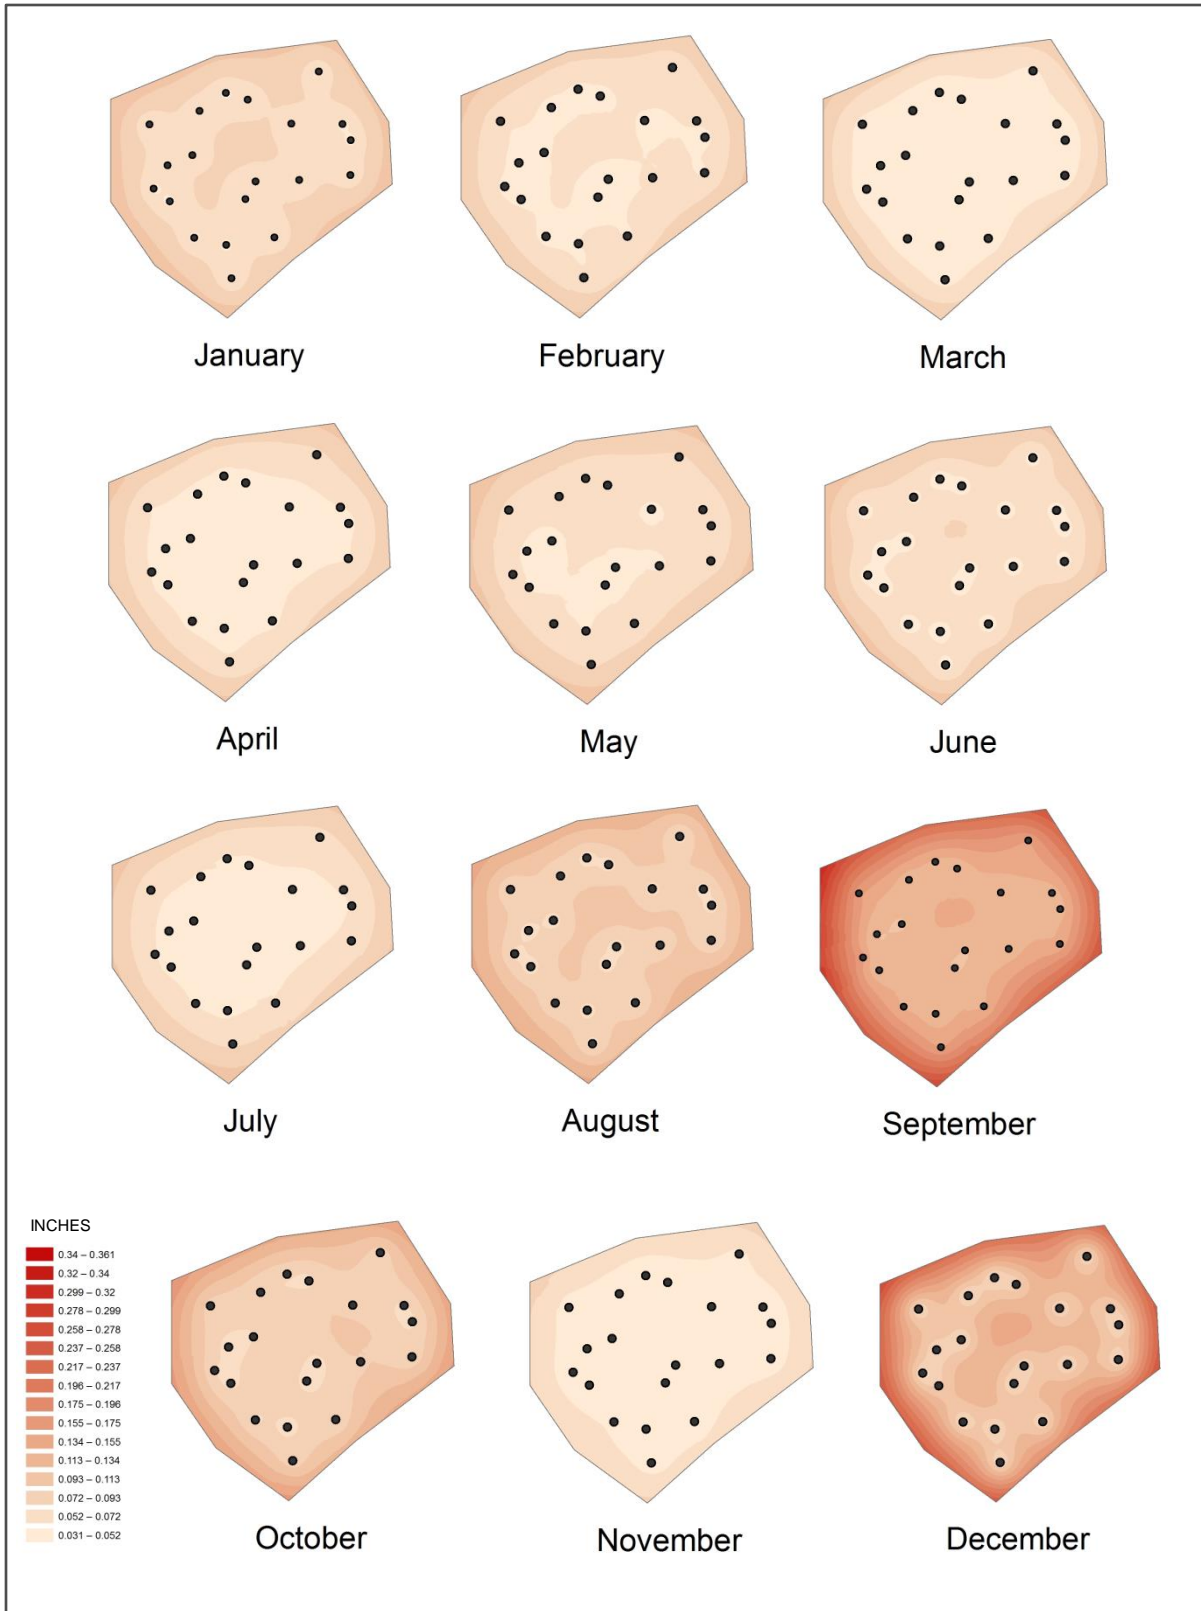 January
February
March
April
May
June
July
August
September
INCHES
0.34 – 0.361
0.32 – 0.34
0.299 – 0.32
0.278 – 0.299
0.258 – 0.278
0.237 – 0.258
0.217 – 0.237
0.196 – 0.217
0.175 – 0.196
0.155 – 0.175
0.134 – 0.155
0.113 – 0.134
0.093 – 0.113
0.072 – 0.093
0.052 – 0.072
0.031 – 0.052
October
November
December